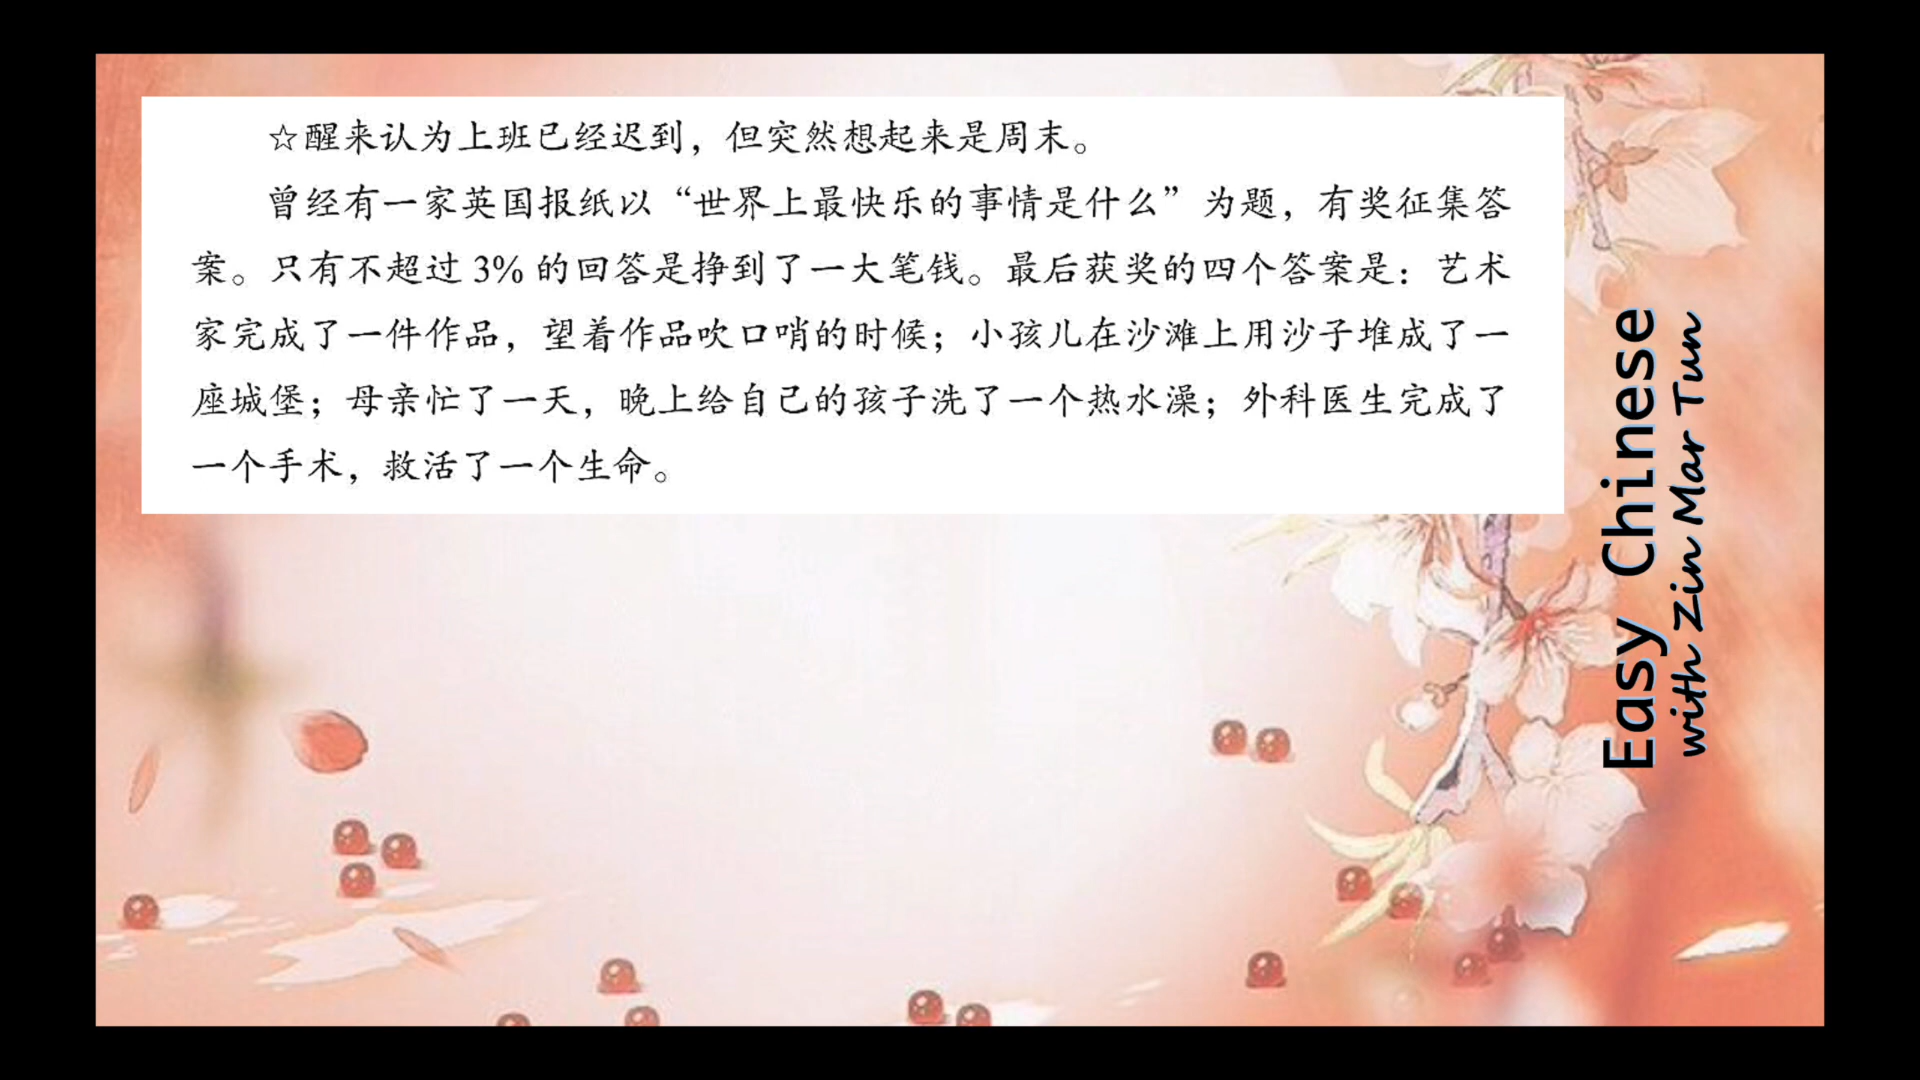 ☆醒来认为上班已经迟到，但突然想起来是周末。
曾经有一家英国报纸以“世界上最快乐的事情是什么”为题，有奖征集答
案。只有不超过 3% 的回答是挣到了一大笔钱。最后获奖的四个答案是：艺术
家完成了一件作品，望着作品吹口哨的时候；小孩儿在沙滩上用沙子堆成了一
座城堡；母亲忙了一天，晚上给自己的孩子洗了一个热水澡；外科医生完成了
一个手术，救活了一个生命。
Easy Chinese
with Zin Mar Tun